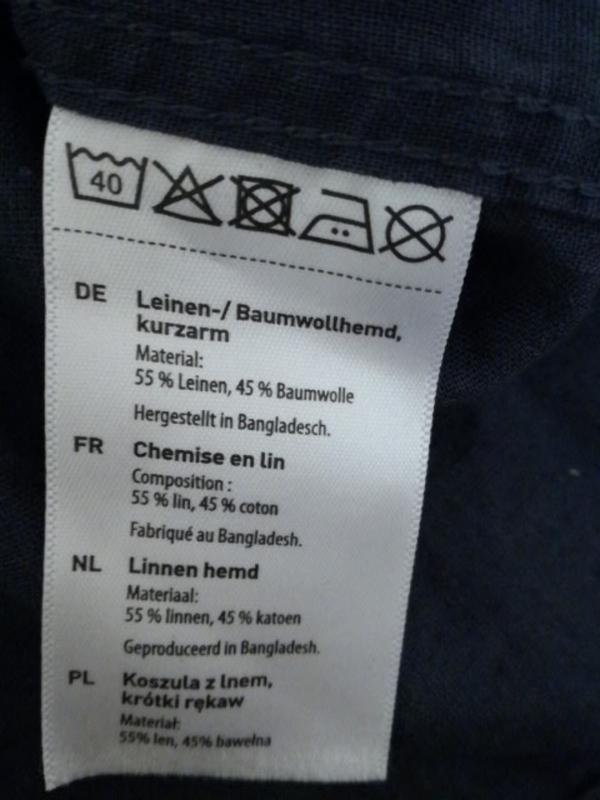 40
DE Leinen-/ Baumwollhemd,
kurzarm
Material:
55 % Leinen, 45 % Baumwolle
Hergestellt in Bangladesch.
FR Chemise en lin
Composition :
55 % lin, 45 % coton
Fabriqué au Bangladesh.
NL Linnen hemd
Materiaal:
55 % linnen, 45 % katoen
Geproduceerd in Bangladesh.
PL Koszula z lnem,
krótki rękaw
Materiał:
55% len, 45% bawełna